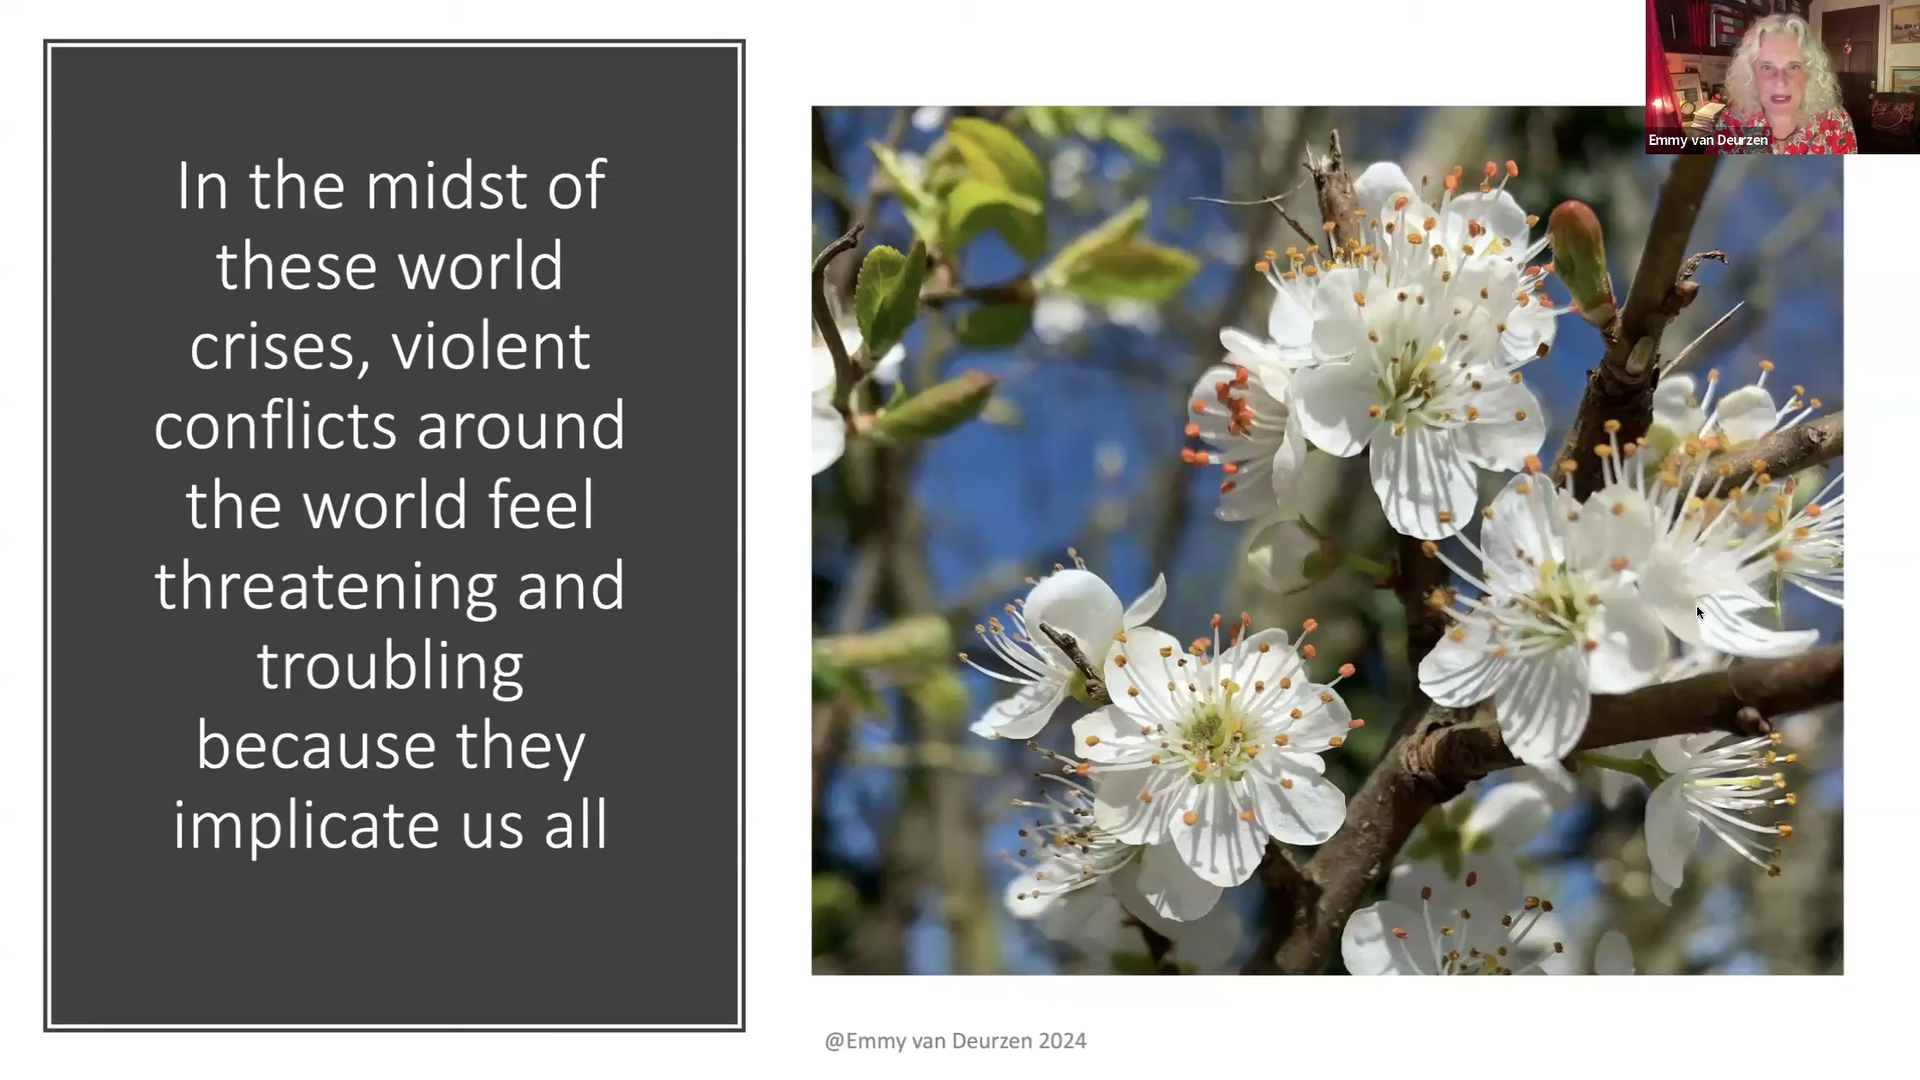 In the midst of
these world
crises, violent
conflicts around
the world feel
threatening and
troubling
because they
implicate us all
Emmy van Deurzen
@Emmy van Deurzen 2024